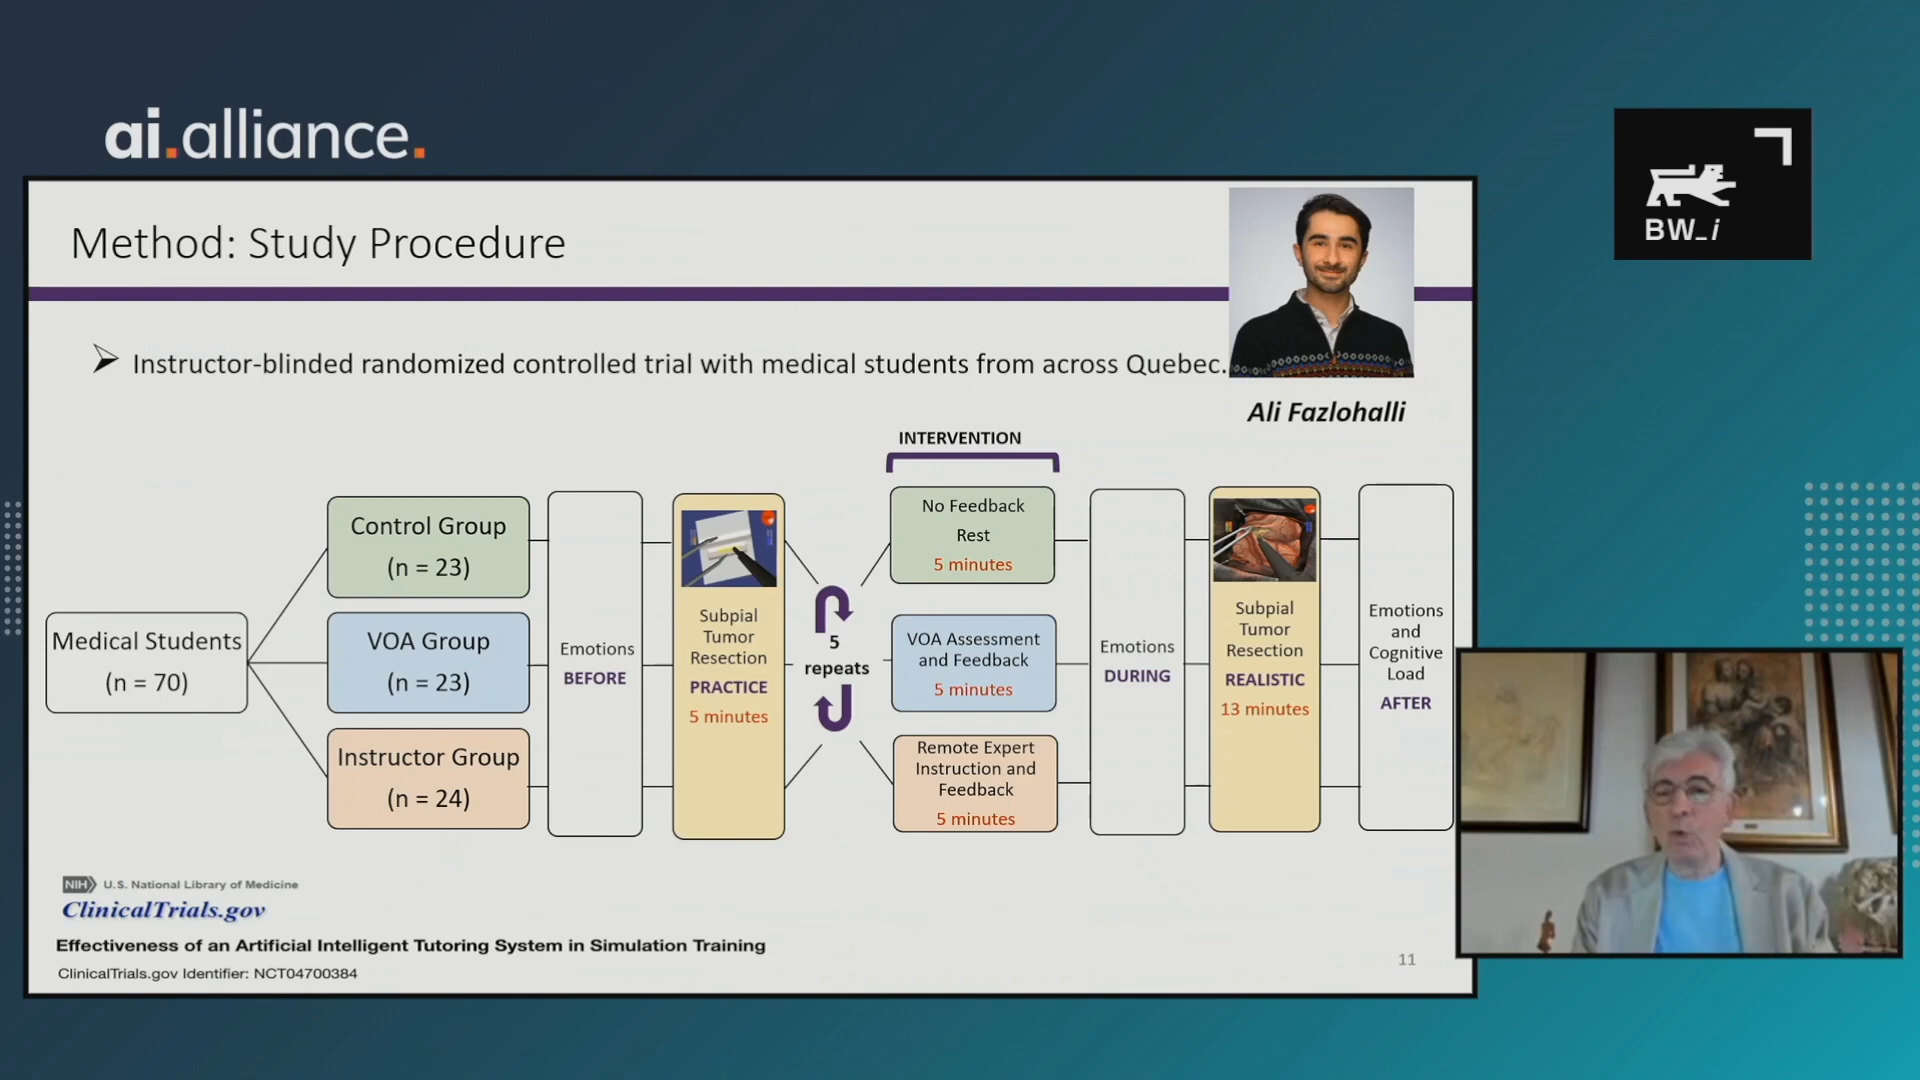 ai.alliance.
BW_i
Method: Study Procedure
Instructor-blinded randomized controlled trial with medical students from across Quebec.
Ali Fazlohalli
INTERVENTION
Medical Students
(n = 70)
Control Group
(n = 23)
VOA Group
(n = 23)
Instructor Group
(n = 24)
Emotions
BEFORE
Subpial
Tumor
Resection
PRACTICE
5 minutes
5
repeats
No Feedback
Rest
5 minutes
VOA Assessment
and Feedback
5 minutes
Remote Expert
Instruction and
Feedback
5 minutes
Emotions
DURING
Subpial
Tumor
Resection
REALISTIC
13 minutes
Emotions
and
Cognitive
Load
AFTER
NIH U.S. National Library of Medicine
ClinicalTrials.gov
Effectiveness of an Artificial Intelligent Tutoring System in Simulation Training
ClinicalTrials.gov Identifier: NCT04700384
11